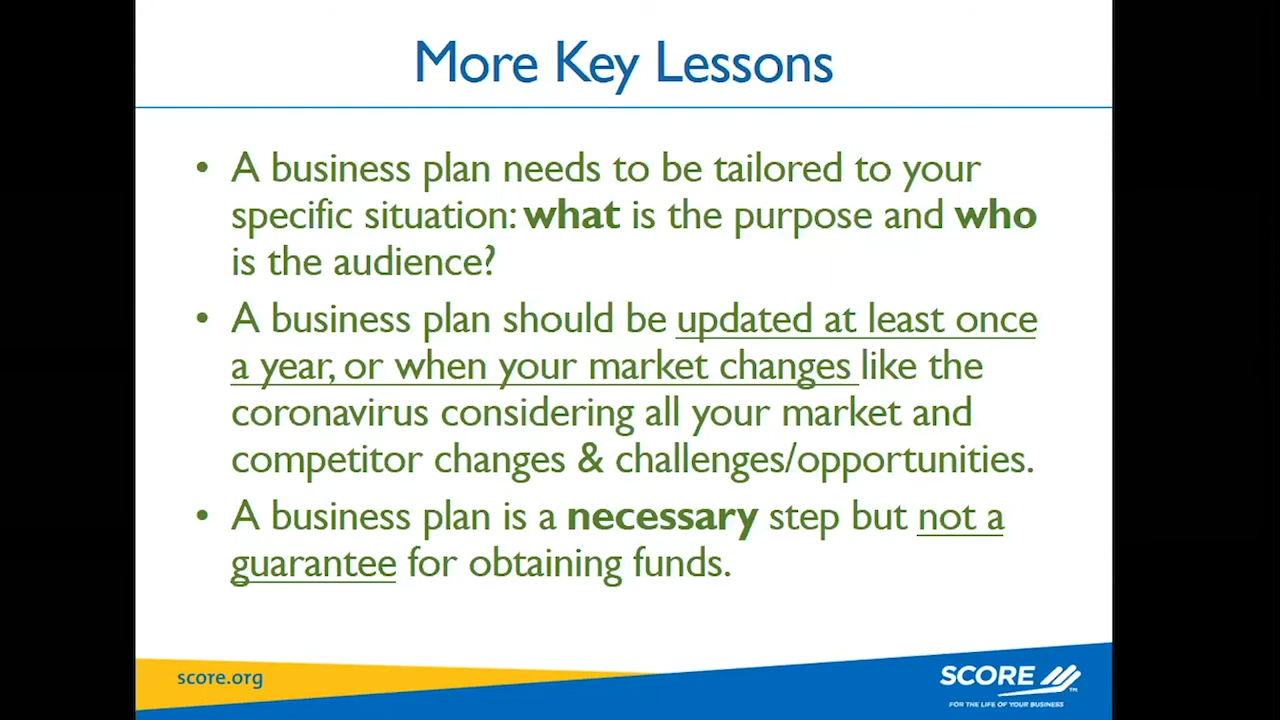 More Key Lessons
• A business plan needs to be tailored to your
specific situation: what is the purpose and who
is the audience?
• A business plan should be updated at least once
a year, or when your market changes like the
coronavirus considering all your market and
competitor changes & challenges/opportunities.
• A business plan is a necessary step but not a
guarantee for obtaining funds.
score.org
SCORE
TM
FOR THE LIFE OF YOUR BUSINESS